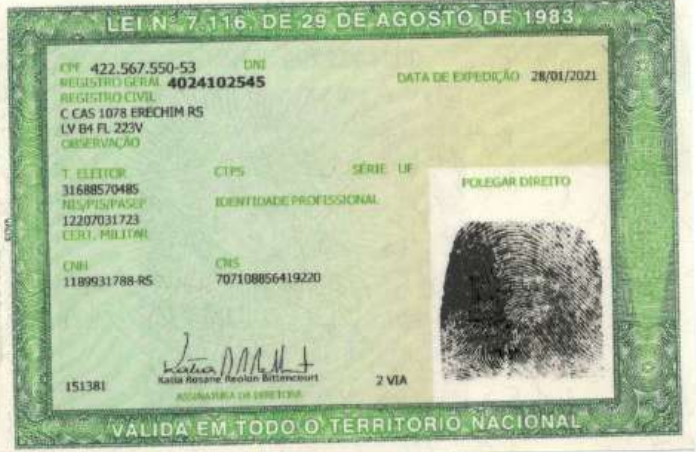 LEI Nº 7.116, DE 29 DE AGOSTO DE 1983
CPF 422.567.550-53 DNI
REGISTRO GERAL 4024102545 DATA DE EXPEDIÇÃO 28/01/2021
REGISTRO CIVIL
C CAS 1078 ERECHIM RS
LV B4 FL 223V
OBSERVAÇÃO
T. ELEITOR CTPS SÉRIE UF
31688570485
POLEGAR DIREITO
NIS/PIS/PASEP IDENTIDADE PROFISSIONAL
12207031723
CERT. MILITAR
CNH CNS
1189931788-RS 707108856419220
Katia Rosane Reolon Bittencourt
151381 2 VIA
ASSINATURA DA DIRETORA
VÁLIDA EM TODO O TERRITÓRIO NACIONAL